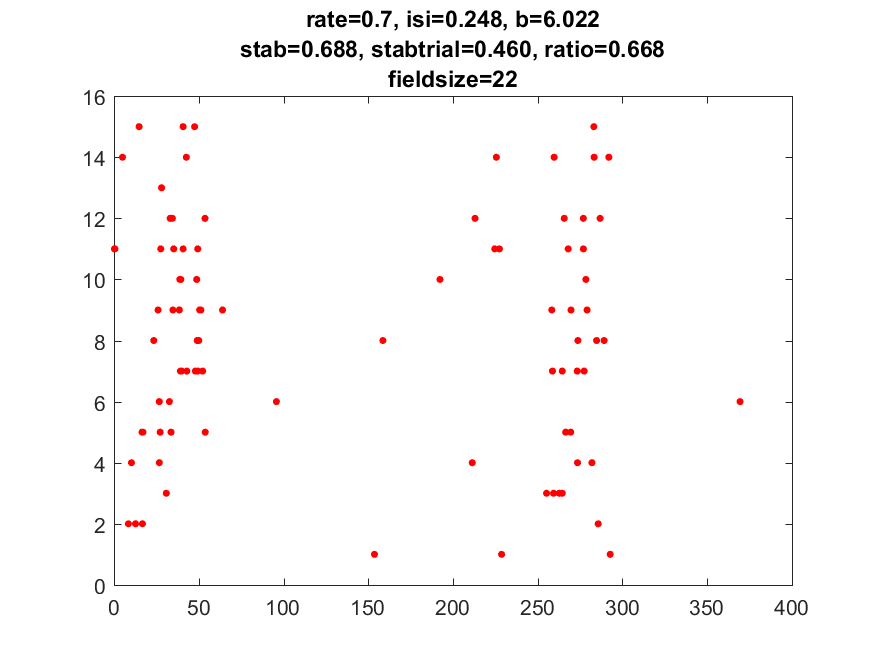 rate=0.7, isi=0.248, b=6.022
stab=0.688, stabtrial=0.460, ratio=0.668
fieldsize=22
16
14
12
10
8
6
4
2
0
0 50 100 150 200 250 300 350 400